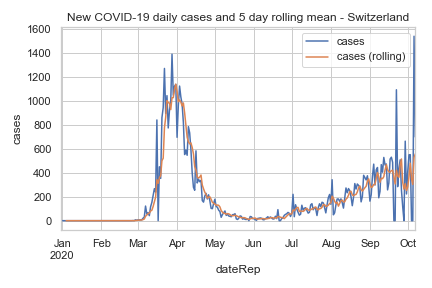 New COVID-19 daily cases and 5 day rolling mean - Switzerland
1600
1400
1200
1000
800
600
400
200
0
cases
cases
cases (rolling)
Jan Feb Mar Apr May Jun Jul Aug Sep Oct
2020
dateRep